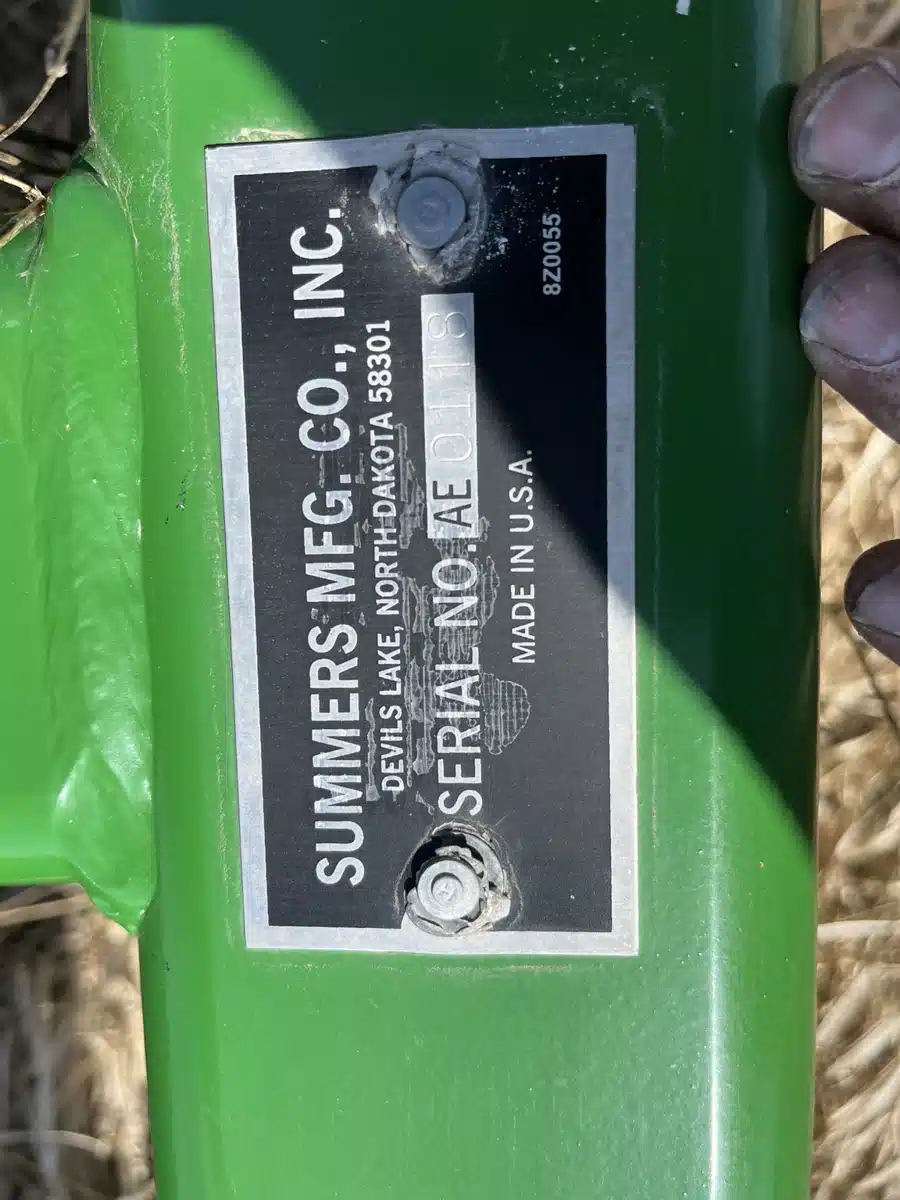 SUMMERS MFG. CO., INC.
DEVILS LAKE, NORTH DAKOTA 58301
SERIAL NO. AE 0118
MADE IN U.S.A.
8Z0055